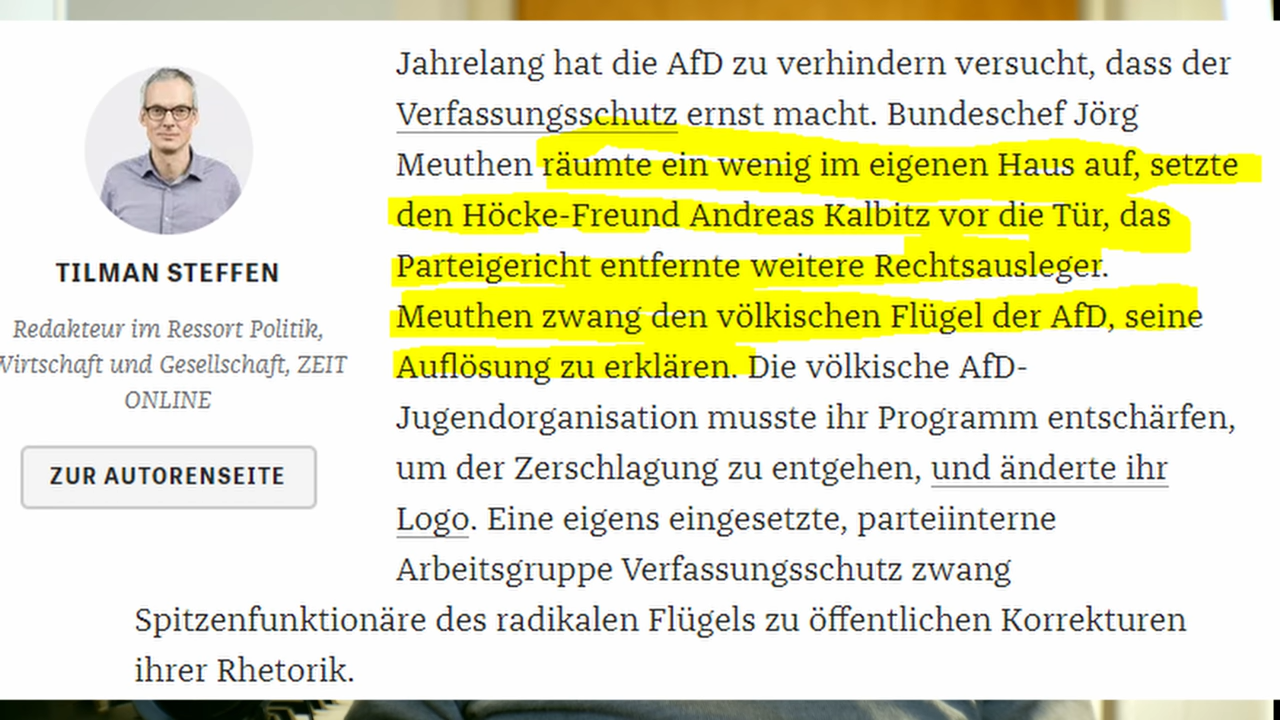 Jahrelang hat die AfD zu verhindern versucht, dass der
Verfassungsschutz ernst macht. Bundeschef Jörg
Meuthen räumte ein wenig im eigenen Haus auf, setzte
den Höcke-Freund Andreas Kalbitz vor die Tür, das
Parteigericht entfernte weitere Rechtsausleger.
Meuthen zwang den völkischen Flügel der AfD, seine
Auflösung zu erklären. Die völkische AfD-
Jugendorganisation musste ihr Programm entschärfen,
um der Zerschlagung zu entgehen, und änderte ihr
Logo. Eine eigens eingesetzte, parteiinterne
Arbeitsgruppe Verfassungsschutz zwang
Spitzenfunktionäre des radikalen Flügels zu öffentlichen Korrekturen
ihrer Rhetorik.
TILMAN STEFFEN
Redakteur im Ressort Politik,
Wirtschaft und Gesellschaft, ZEIT
ONLINE
ZUR AUTORENSEITE